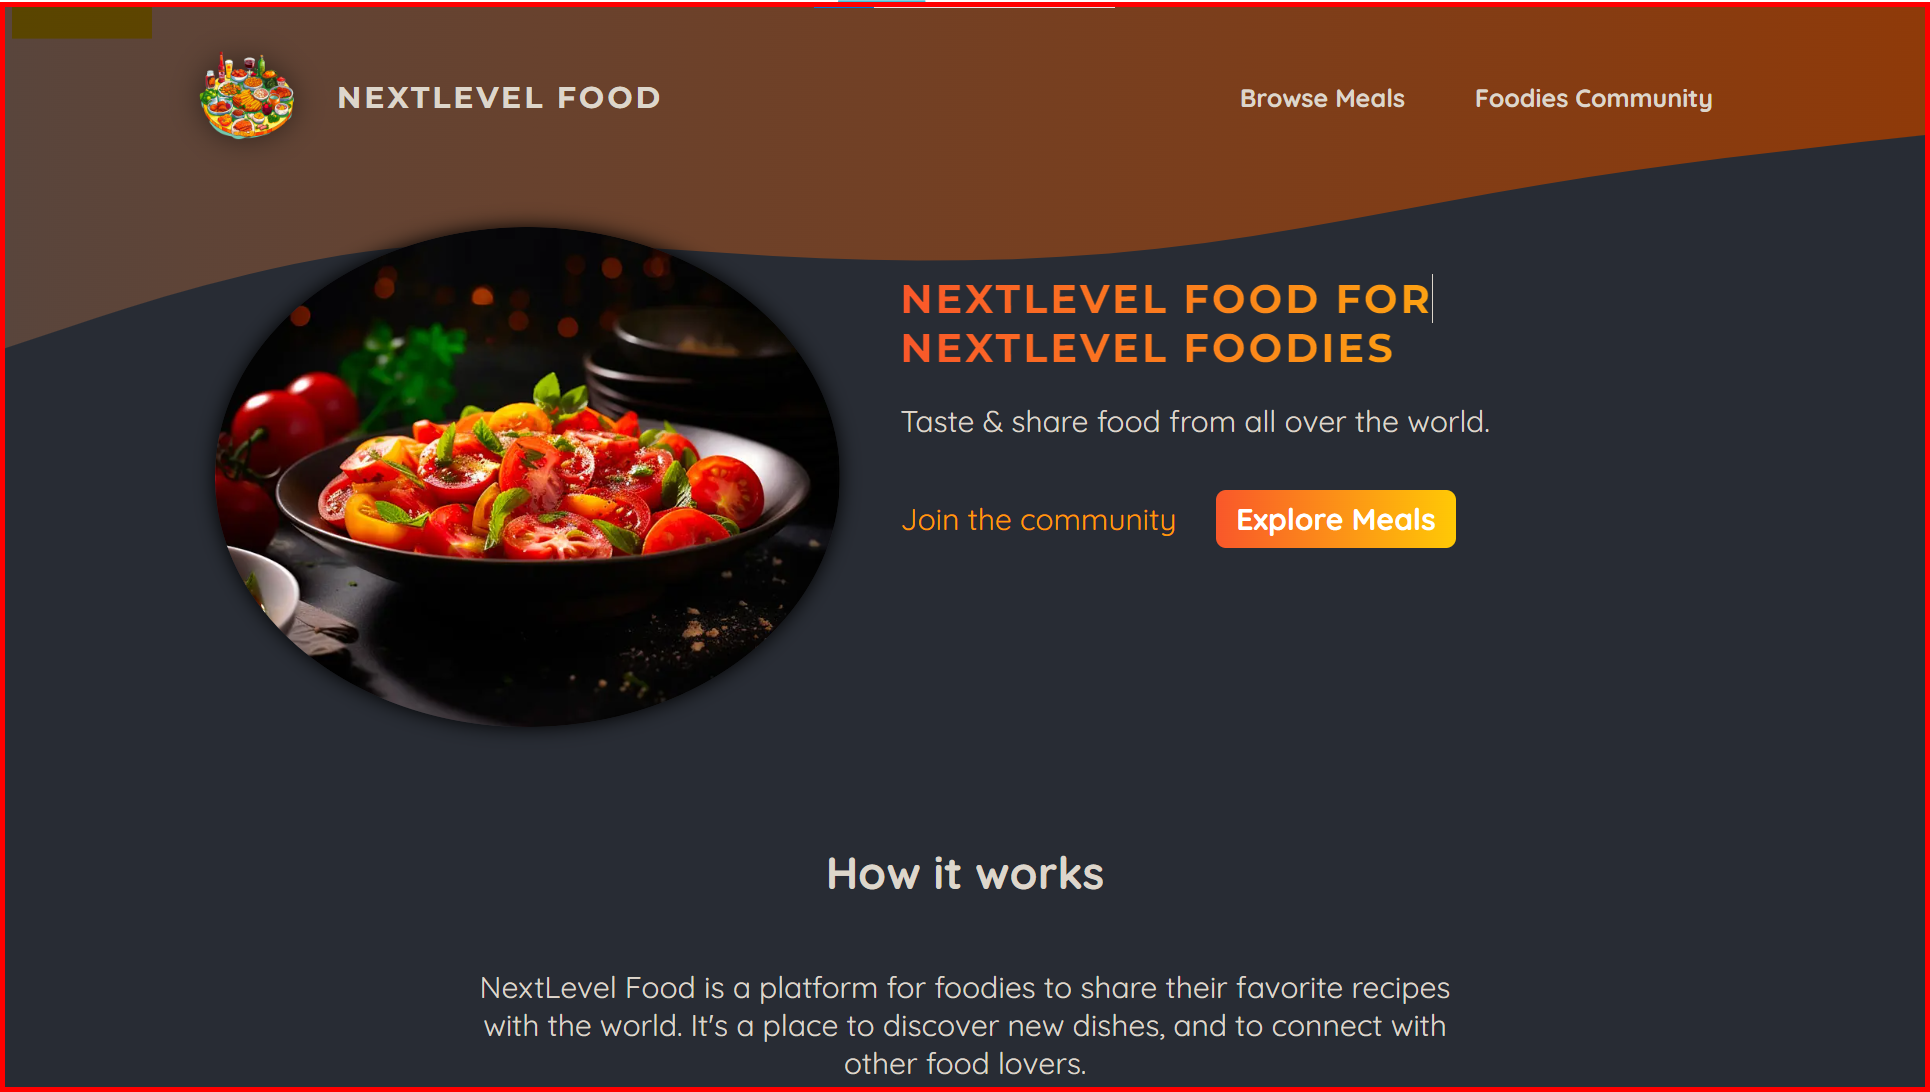 NEXTLEVEL FOOD
Browse Meals
Foodies Community
NEXTLEVEL FOOD FOR
NEXTLEVEL FOODIES
Taste & share food from all over the world.
Join the community
Explore Meals
How it works
NextLevel Food is a platform for foodies to share their favorite recipes
with the world. It's a place to discover new dishes, and to connect with
other food lovers.